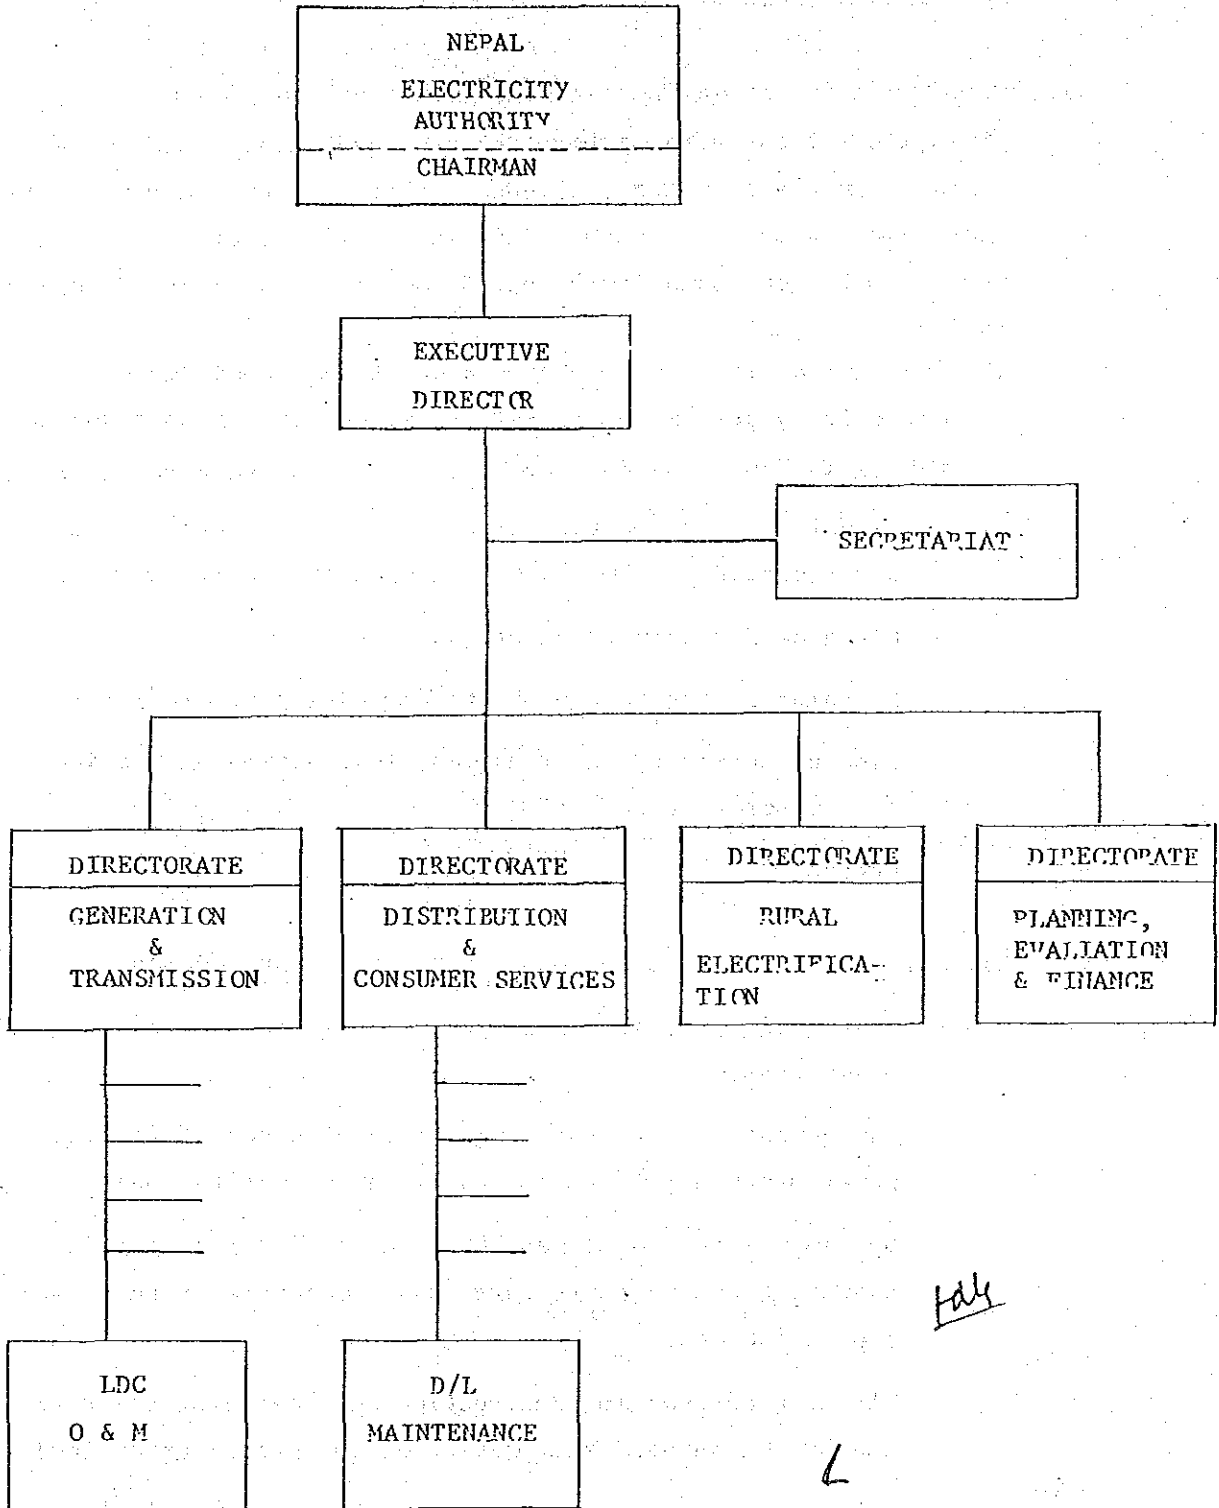 NEPAL
ELECTRICITY
AUTHORITY
CHAIRMAN
EXECUTIVE
DIRECTOR
SECRETARIAT
DIRECTORATE
GENERATION
&
TRANSMISSION
DIRECTORATE
DISTRIBUTION
&
CONSUMER SERVICES
DIRECTORATE
RURAL
ELECTRIFICA-
TION
DIRECTORATE
PLANNING,
EVALIATION
& FINANCE
LDC
O & M
D/L
MAINTENANCE